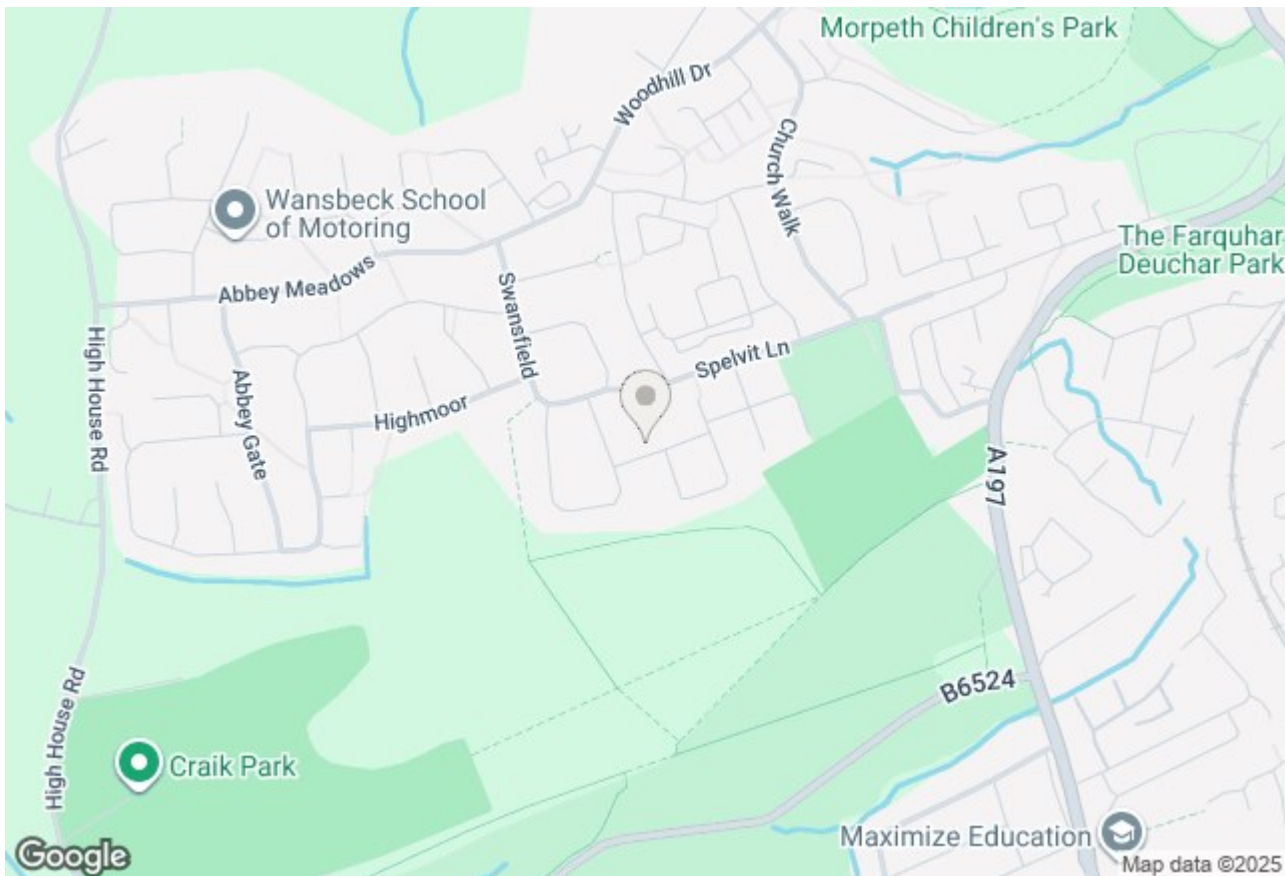 Morpeth Children's Park
Woodhill Dr
Church Walk
Wansbeck School
of Motoring
The Farquhar
Deuchar Park
Abbey Meadows
Swansfield
Spelvit Ln
High House Rd
Abbey Gate
Highmoor
A197
B6524
High House Rd
Craik Park
Maximize Education
Google
Map data ©2025